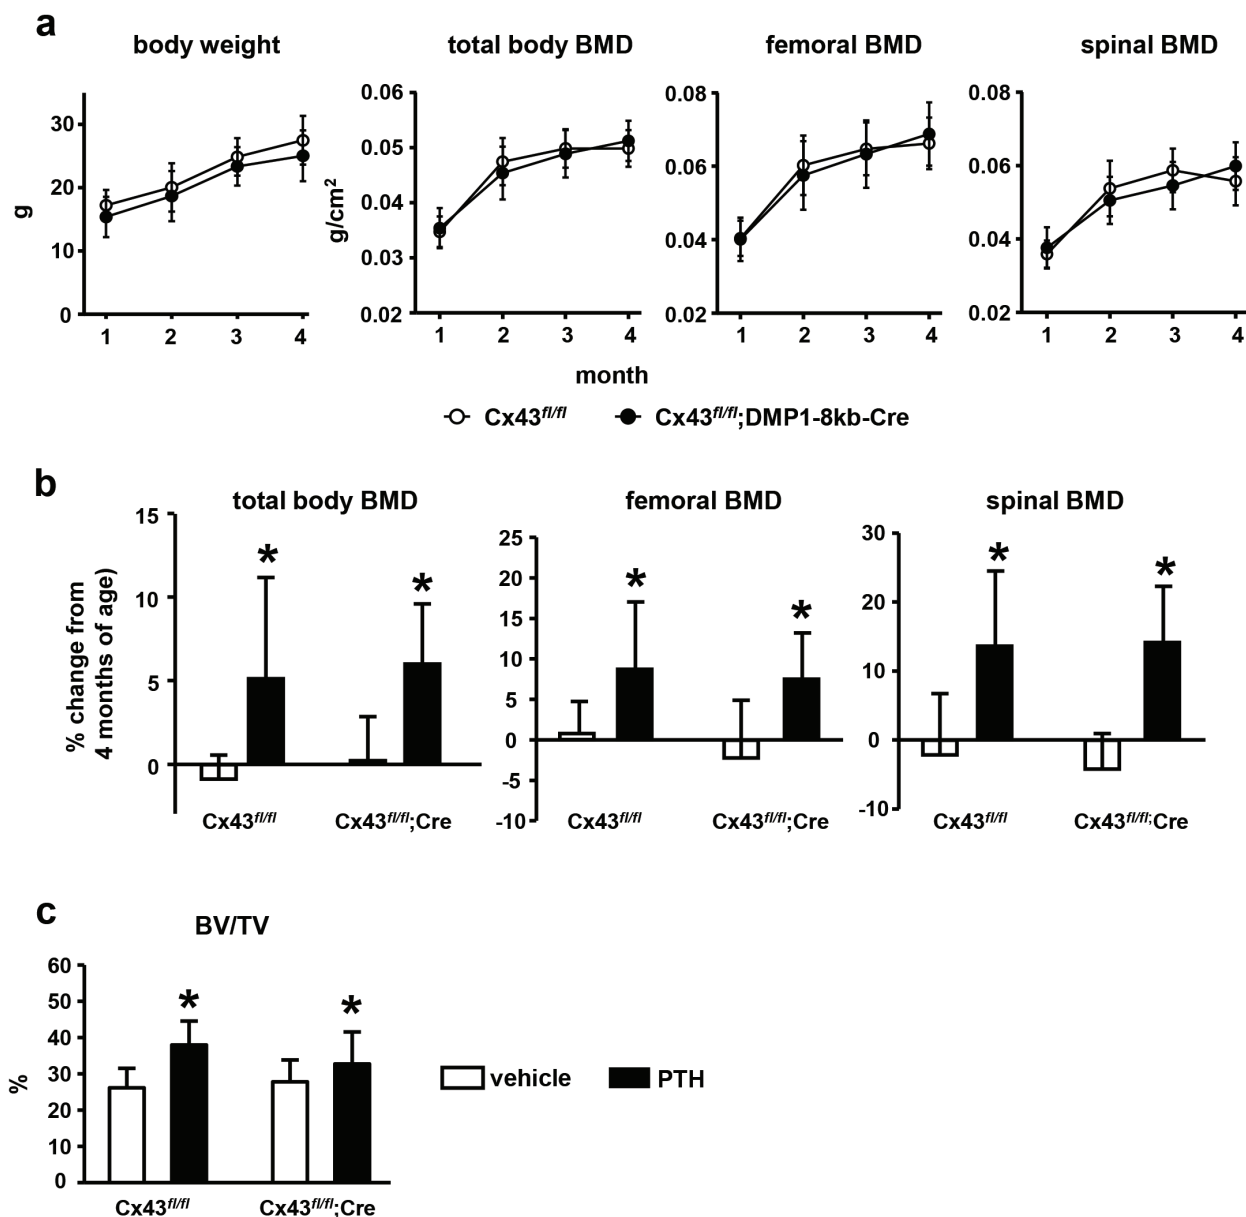 a
body weight
total body BMD
femoral BMD
spinal BMD
g
30
20
10
0
1 2 3 4
g/cm²
0.06
0.05
0.04
0.03
0.02
1 2 3 4
0.08
0.06
0.04
0.02
1 2 3 4
0.08
0.06
0.04
0.02
1 2 3 4
month
Cx43fl/fl
Cx43fl/fl;DMP1-8kb-Cre
b
total body BMD
femoral BMD
spinal BMD
% change from
4 months of age)
15
10
5
0
* *
Cx43fl/fl Cx43fl/fl;Cre
25
20
15
10
5
0
-5
-10
* *
Cx43fl/fl Cx43fl/fl;Cre
30
20
10
0
-10
* *
Cx43fl/fl Cx43fl/fl;Cre
c
BV/TV
%
60
50
40
30
20
10
0
* *
Cx43fl/fl Cx43fl/fl;Cre
vehicle
PTH